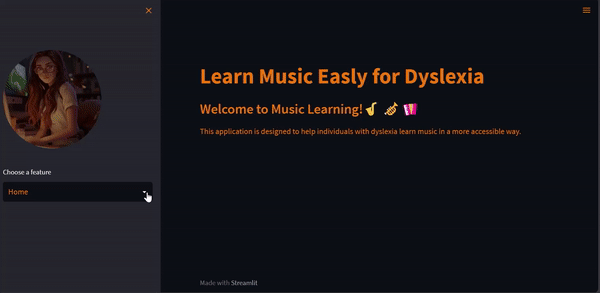 Choose a feature
Home
Learn Music Easly for Dyslexia
Welcome to Music Learning!
This application is designed to help individuals with dyslexia learn music in a more accessible way.
Made with Streamlit